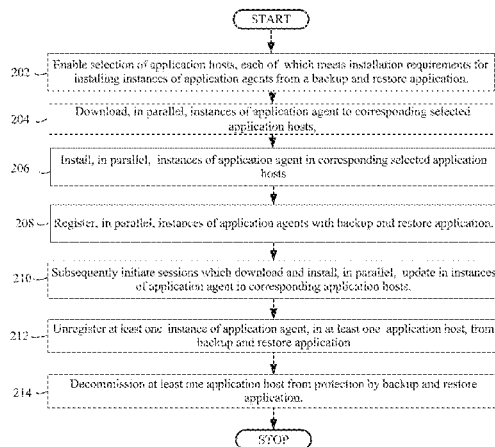 START
202
Enable selection of application hosts, each of which meets installation requirements for
installing instances of application agents from a backup and restore application.
204
Download, in parallel, instances of application agent to corresponding selected
application hosts,
206
Install, in parallel, instances of application agent in corresponding selected application
hosts
208
Register, in parallel, instances of application agents with backup and restore application.
210
Subsequently initiate sessions which download and install, in parallel, update in instances
of application agent in corresponding application hosts.
212
Unregister at least one instance of application agent, in at least one application host, from
backup and restore application
214
Decommission at least one application host from protection by backup and restore
application.
STOP